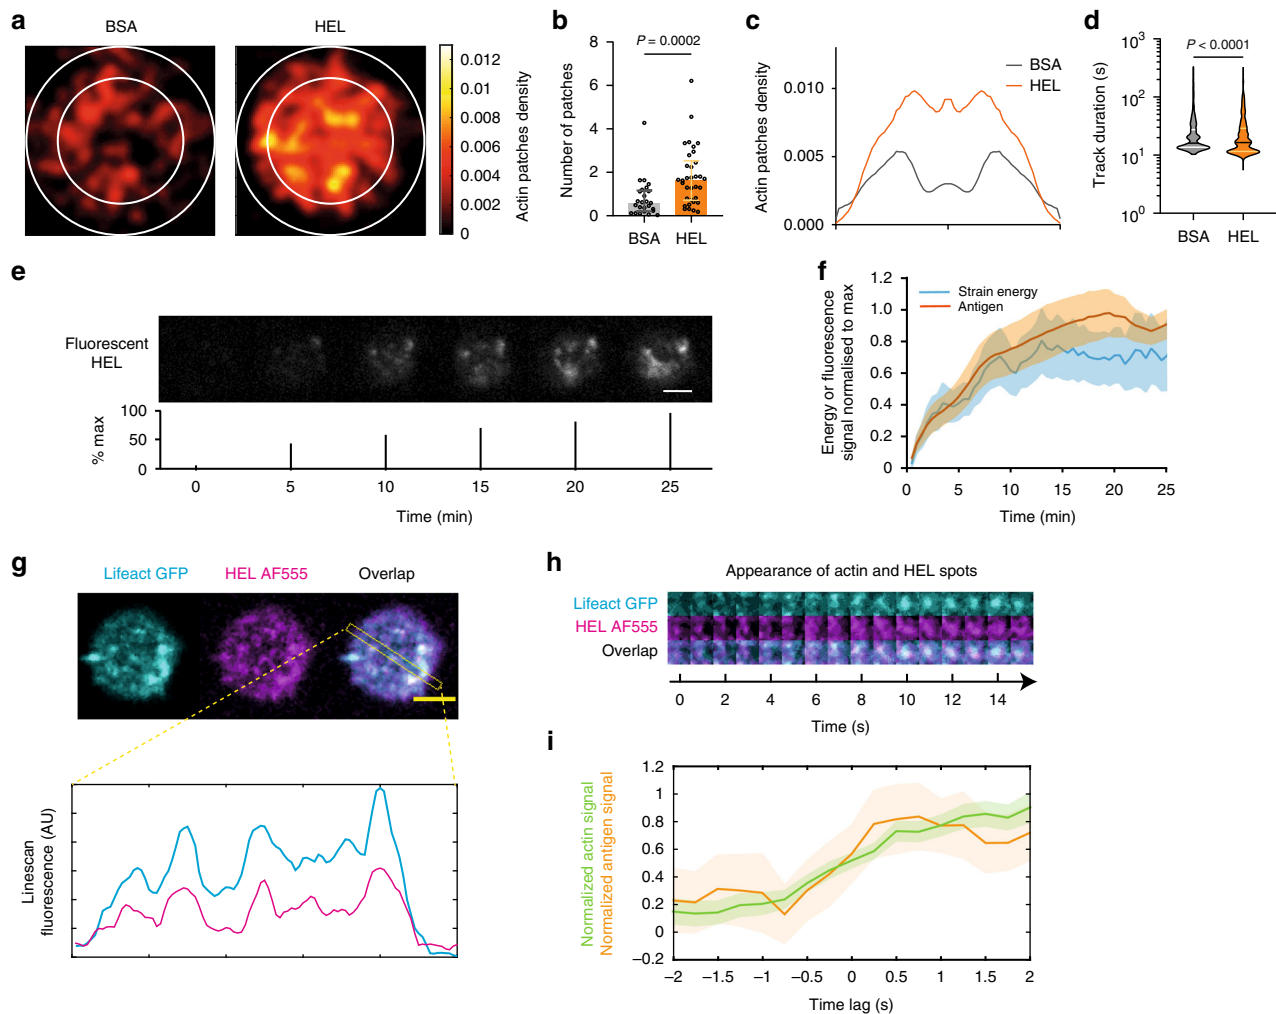 a
BSA
HEL
0.012
0.010
0.008
0.006
0.004
0.002
0
Actin patches density
b
P = 0.0002
8
6
4
2
0
Number of patches
BSA
HEL
c
BSA
HEL
0.010
0.005
0.000
Actin patches density
d
P < 0.0001
10³
10²
10¹
10⁰
Track duration (s)
BSA
HEL
e
Fluorescent
HEL
100
50
0
% max
0
5
10
15
20
25
Time (min)
f
Strain energy
Antigen
1.2
1.0
0.8
0.6
0.4
0.2
0
Energy or fluorescence
signal normalised to max
0
5
10
15
20
25
Time (min)
g
Lifeact GFP
HEL AF555
Overlap
Linescan
fluorescence (AU)
h
Appearance of actin and HEL spots
Lifeact GFP
HEL AF555
Overlap
0
2
4
6
8
10
12
14
Time (s)
i
Normalized actin signal
Normalized antigen signal
1.2
1
0.8
0.6
0.4
0.2
0
−0.2
−2
−1.5
−1
−0.5
0
0.5
1
1.5
2
Time lag (s)